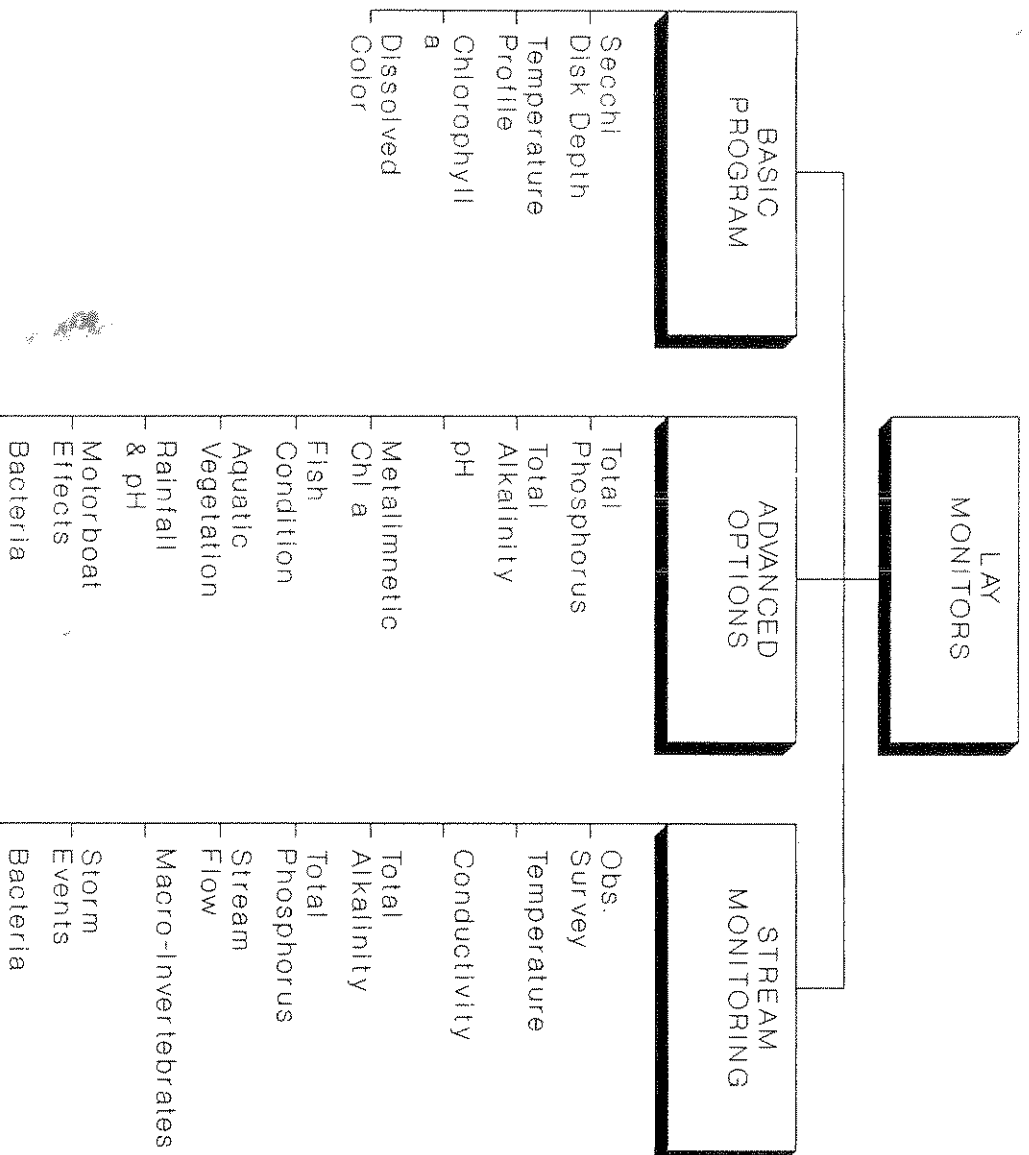 LAY
MONITORS
BASIC
PROGRAM
Secchi
Disk Depth
Temperature
Profile
Chlorophyll
a
Dissolved
Color
ADVANCED
OPTIONS
Total
Phosphorus
Total
Alkalinity
pH
Metalimnetic
Chl a
Fish
Condition
Aquatic
Vegetation
Rainfall
& pH
Motorboat
Effects
Bacteria
STREAM
MONITORING
Obs.
Survey
Temperature
Conductivity
Total
Alkalinity
Total
Phosphorus
Stream
Flow
Macro-Invertebrates
Storm
Events
Bacteria